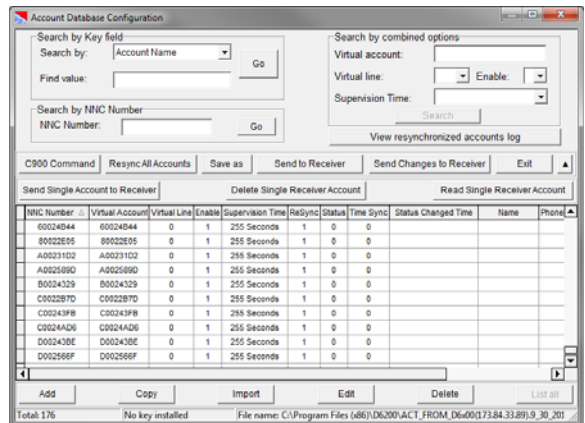 Account Database Configuration
Search by Key field
Search by: Account Name
Go
Find value:
Search by NNC Number
NNC Number:
Go
Search by combined options
Virtual account:
Virtual line: Enable:
Supervision Time:
Search
View resynchronized accounts log
C900 Command Resync All Accounts Save as Send to Receiver Send Changes to Receiver Exit
Send Single Account to Receiver Delete Single Receiver Account Read Single Receiver Account
NNC Number Virtual Account Virtual Line Enable Supervision Time ReSync Status Time Sync Status Changed Time Name Phone
60024B44 60024B44 0 1 255 Seconds 1 0 0
80022E05 80022E05 0 1 255 Seconds 1 0 0
A00231D2 A00231D2 0 1 255 Seconds 1 0 0
A002589D A002589D 0 1 255 Seconds 1 0 0
B0024329 B0024329 0 1 255 Seconds 1 0 0
C0022B7D C0022B7D 0 1 255 Seconds 1 0 0
C00243FB C00243FB 0 1 255 Seconds 1 0 0
C0024AD6 C0024AD6 0 1 255 Seconds 1 0 0
D00243BE D00243BE 0 1 255 Seconds 1 0 0
D002566F D002566F 0 1 255 Seconds 1 0 0
Add Copy Import Edit Delete List all
Total: 176 No key installed File name: C:\Program Files (x86)\D6200\ACT_FROM_D6x00(173.84.33.89).9_30_201